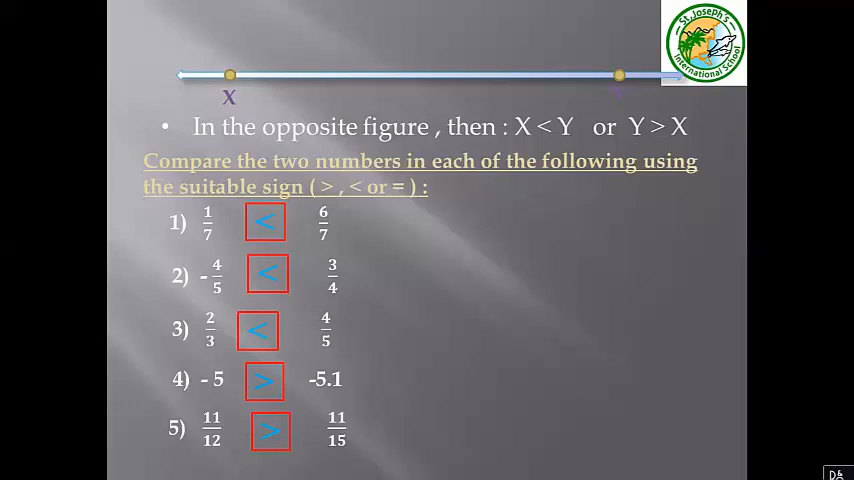 St. Joseph's
International School
X
• In the opposite figure , then : X < Y or Y > X
Compare the two numbers in each of the following using
the suitable sign ( > , < or = ) :
1) 1/7 < 6/7
2) - 4/5 < 3/4
3) 2/3 < 4/5
4) - 5 > -5.1
5) 11/12 > 11/15